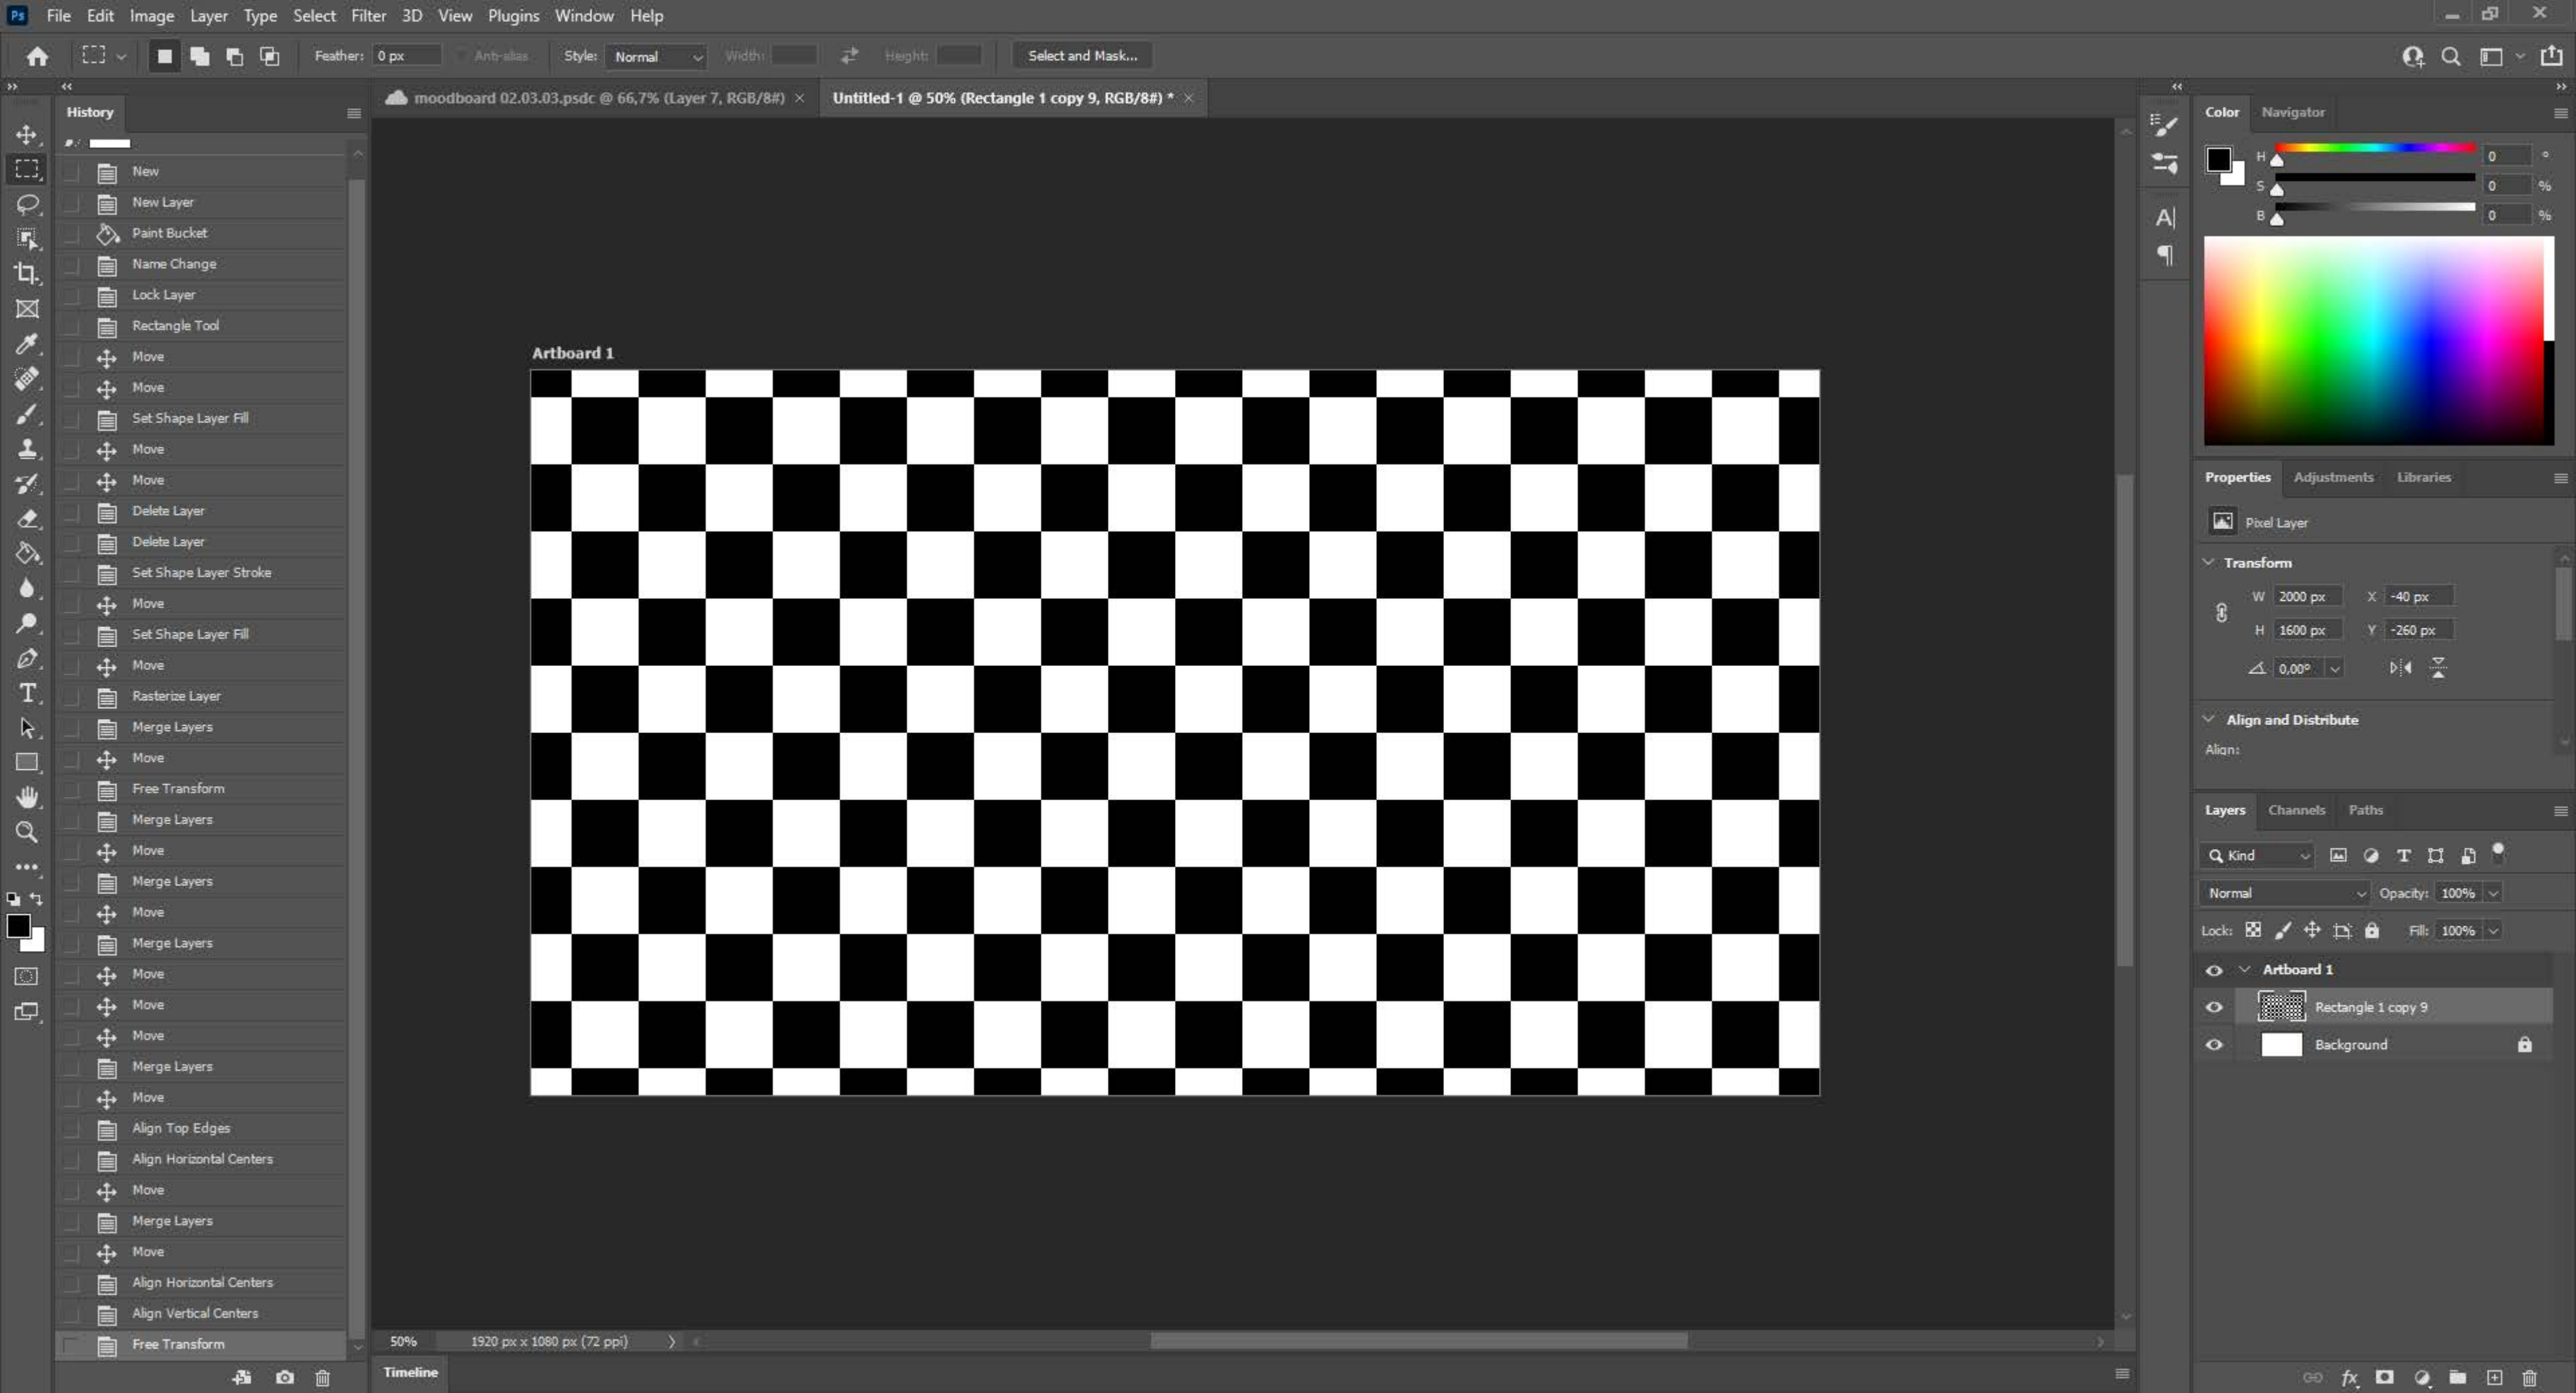 Ps File Edit Image Layer Type Select Filter 3D View Plugins Window Help
Feather: 0 px Anti-alias Style: Normal Width: Height: Select and Mask...
History
moodboard 02.03.03.psdc @ 66,7% (Layer 7, RGB/8#) ×
Untitled-1 @ 50% (Rectangle 1 copy 9, RGB/8#) * ×
New
New Layer
Paint Bucket
Name Change
Lock Layer
Rectangle Tool
Move
Move
Set Shape Layer Fill
Move
Move
Delete Layer
Delete Layer
Set Shape Layer Stroke
Move
Set Shape Layer Fill
Move
Rasterize Layer
Merge Layers
Move
Free Transform
Merge Layers
Move
Merge Layers
Move
Merge Layers
Move
Move
Move
Merge Layers
Move
Align Top Edges
Align Horizontal Centers
Move
Merge Layers
Move
Align Horizontal Centers
Align Vertical Centers
Free Transform
Artboard 1
50% 1920 px x 1080 px (72 ppi)
Timeline
Color Navigator
H 0 °
S 0 %
B 0 %
Properties Adjustments Libraries
Pixel Layer
Transform
W 2000 px X -40 px
H 1600 px Y -260 px
0,00°
Align and Distribute
Align:
Layers Channels Paths
Kind
Normal Opacity: 100%
Lock: Fill: 100%
Artboard 1
Rectangle 1 copy 9
Background